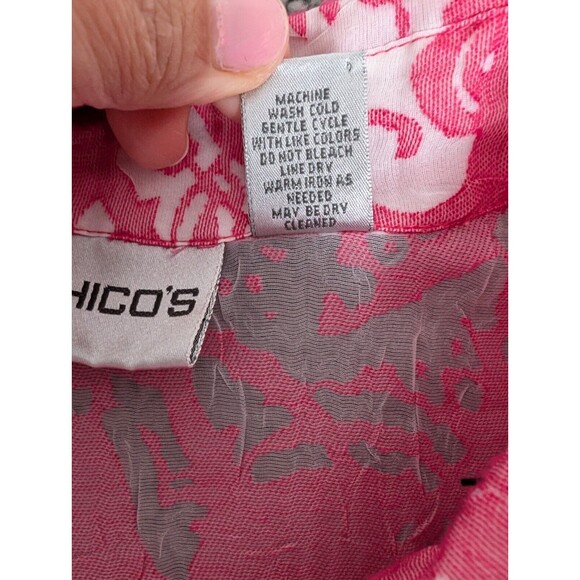 MACHINE
WASH COLD
GENTLE CYCLE
WITH LIKE COLORS
DO NOT BLEACH
LINE DRY
WARM IRON AS
NEEDED
MAY BE DRY
CLEANED
HICO'S